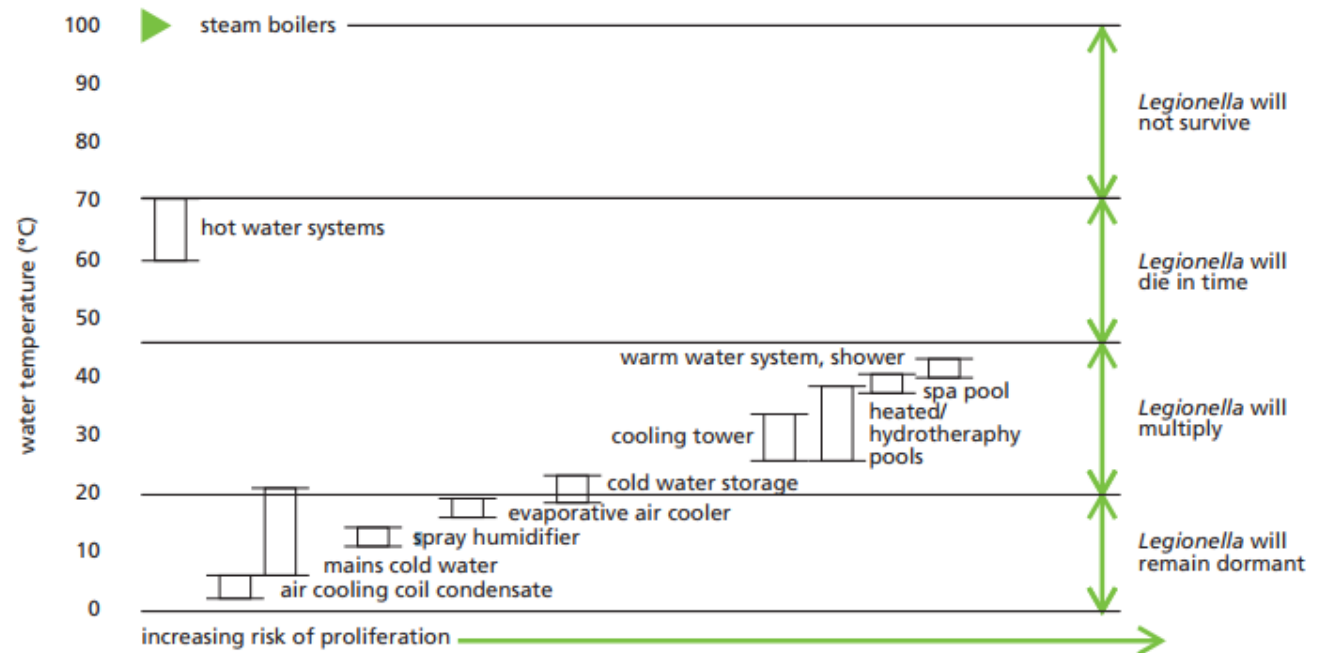 100
steam boilers
90
Legionella will
not survive
80
70
hot water systems
60
Legionella will
die in time
50
warm water system, shower
40
spa pool
heated/
hydrotheraphy
pools
Legionella will
multiply
30
cooling tower
20
cold water storage
evaporative air cooler
spray humidifier
10
mains cold water
Legionella will
remain dormant
air cooling coil condensate
0
water temperature (°C)
increasing risk of proliferation